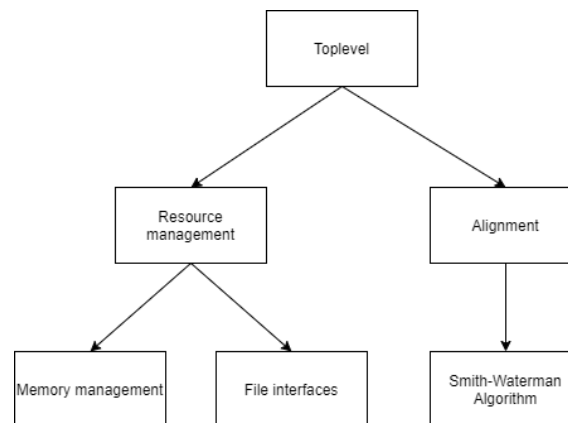 Toplevel
Resource
management
Alignment
Memory management
File interfaces
Smith-Waterman
Algorithm